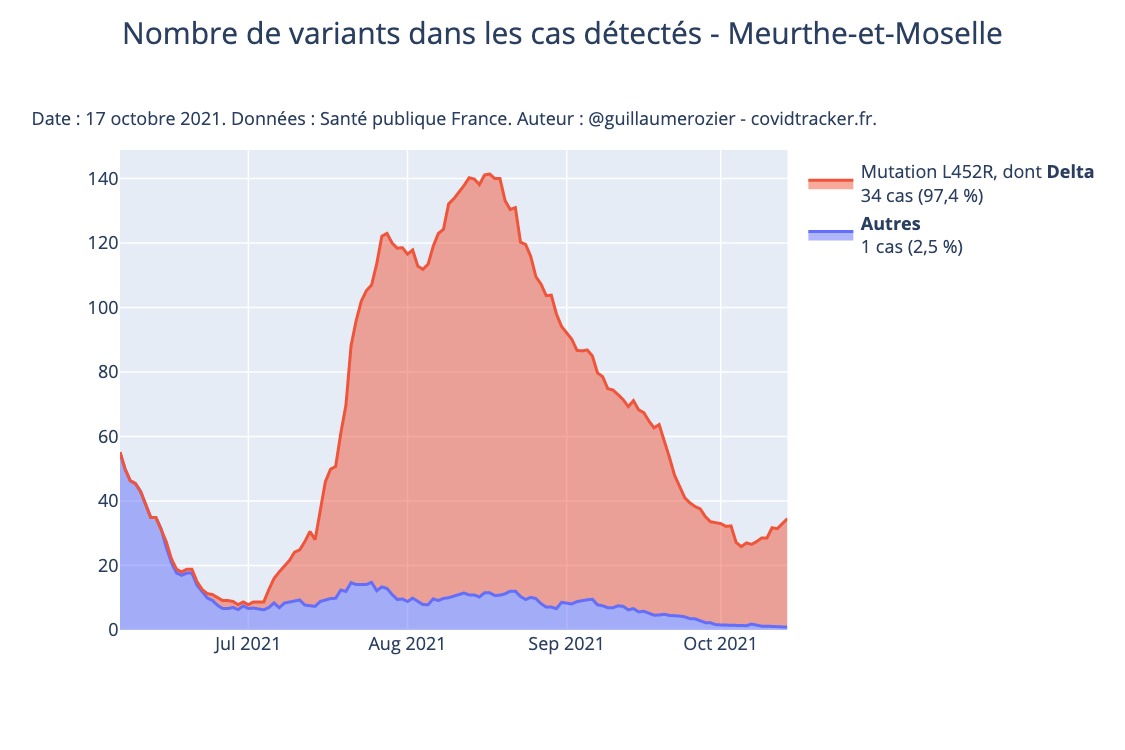 Nombre de variants dans les cas détectés - Meurthe-et-Moselle
Date : 17 octobre 2021. Données : Santé publique France. Auteur : @guillaumerozier - covidtracker.fr.
Mutation L452R, dont Delta
34 cas (97,4 %)
Autres
1 cas (2,5 %)
140
120
100
80
60
40
20
0
Jul 2021
Aug 2021
Sep 2021
Oct 2021